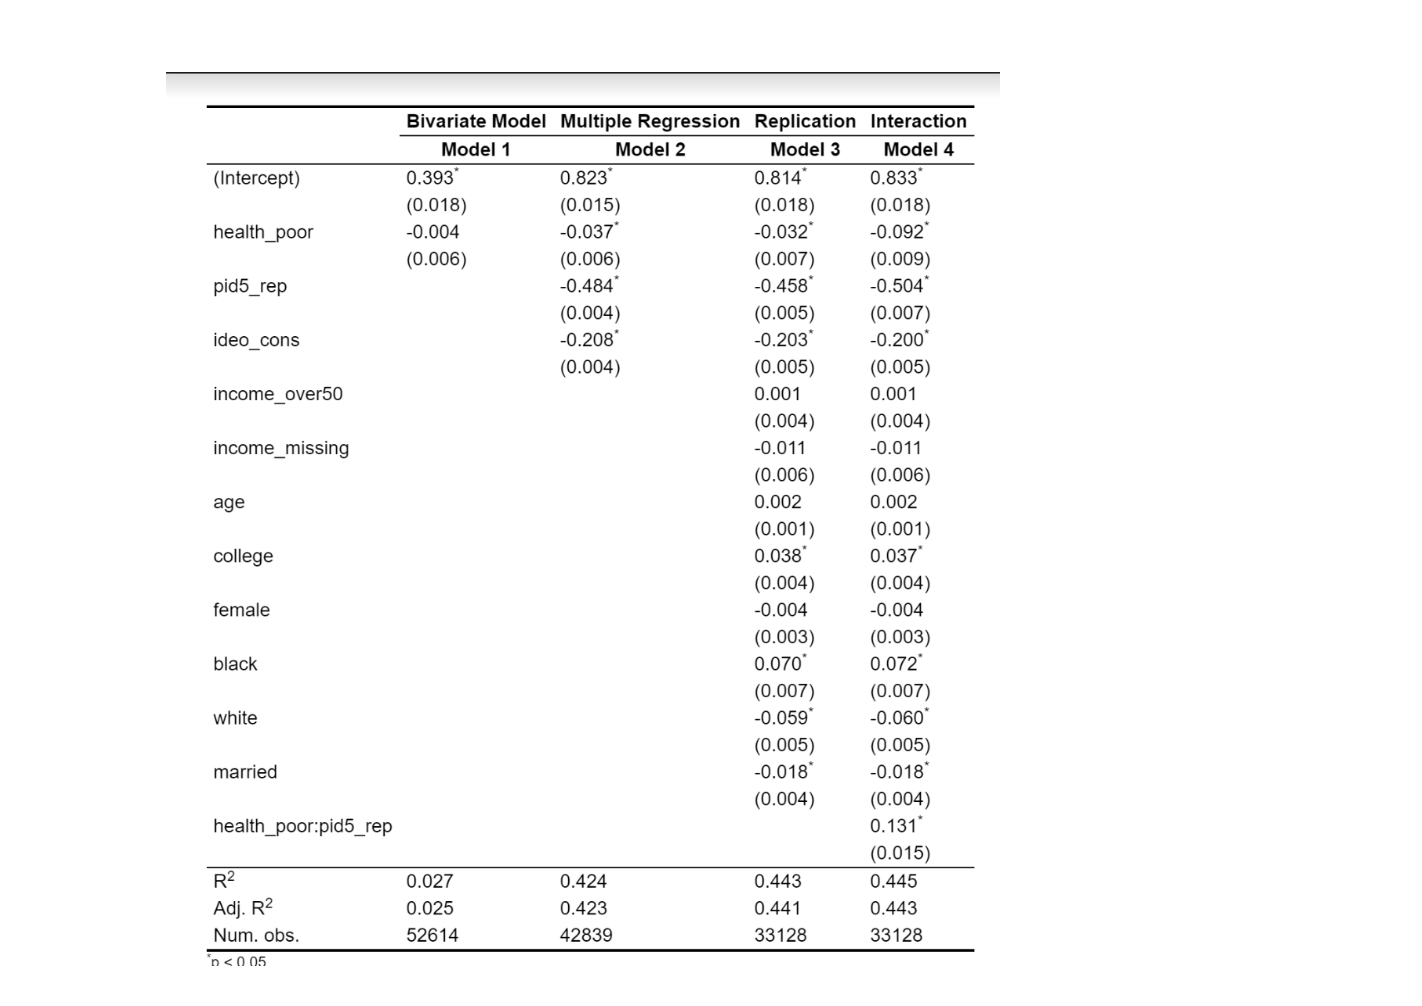 Bivariate Model Multiple Regression Replication Interaction
Model 1 Model 2 Model 3 Model 4
(Intercept) 0.393* 0.823* 0.814* 0.833*
(0.018) (0.015) (0.018) (0.018)
health_poor -0.004 -0.037* -0.032* -0.092*
(0.006) (0.006) (0.007) (0.009)
pid5_rep -0.484* -0.458* -0.504*
(0.004) (0.005) (0.007)
ideo_cons -0.208* -0.203* -0.200*
(0.004) (0.005) (0.005)
income_over50 0.001 0.001
(0.004) (0.004)
income_missing -0.011 -0.011
(0.006) (0.006)
age 0.002 0.002
(0.001) (0.001)
college 0.038* 0.037*
(0.004) (0.004)
female -0.004 -0.004
(0.003) (0.003)
black 0.070* 0.072*
(0.007) (0.007)
white -0.059* -0.060*
(0.005) (0.005)
married -0.018* -0.018*
(0.004) (0.004)
health_poor:pid5_rep 0.131*
(0.015)
R2 0.027 0.424 0.443 0.445
Adj. R2 0.025 0.423 0.441 0.443
Num. obs. 52614 42839 33128 33128
*p < 0.05